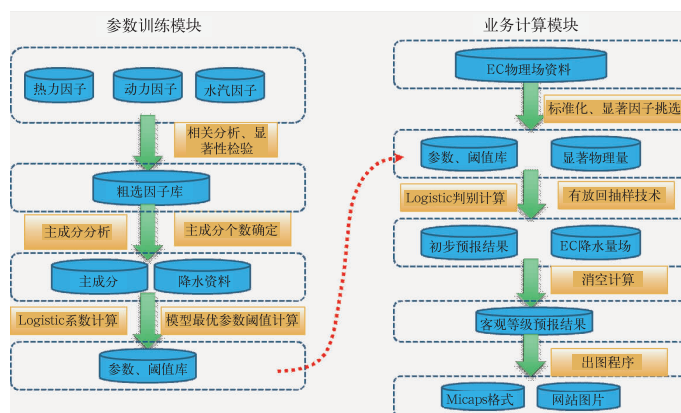 参数训练模块
热力因子
动力因子
水汽因子
相关分析、显
著性检验
粗选因子库
主成分分析
主成分个数确定
主成分
降水资料
Logistic系数计算
模型最优参数阈值计算
参数、阈值库
业务计算模块
EC物理场资料
标准化、显著因子挑选
参数、阈值库
显著物理量
Logistic判别计算
有放回抽样技术
初步预报结果
EC降水量场
消空计算
客观等级预报结果
出图程序
Micaps格式
网站图片